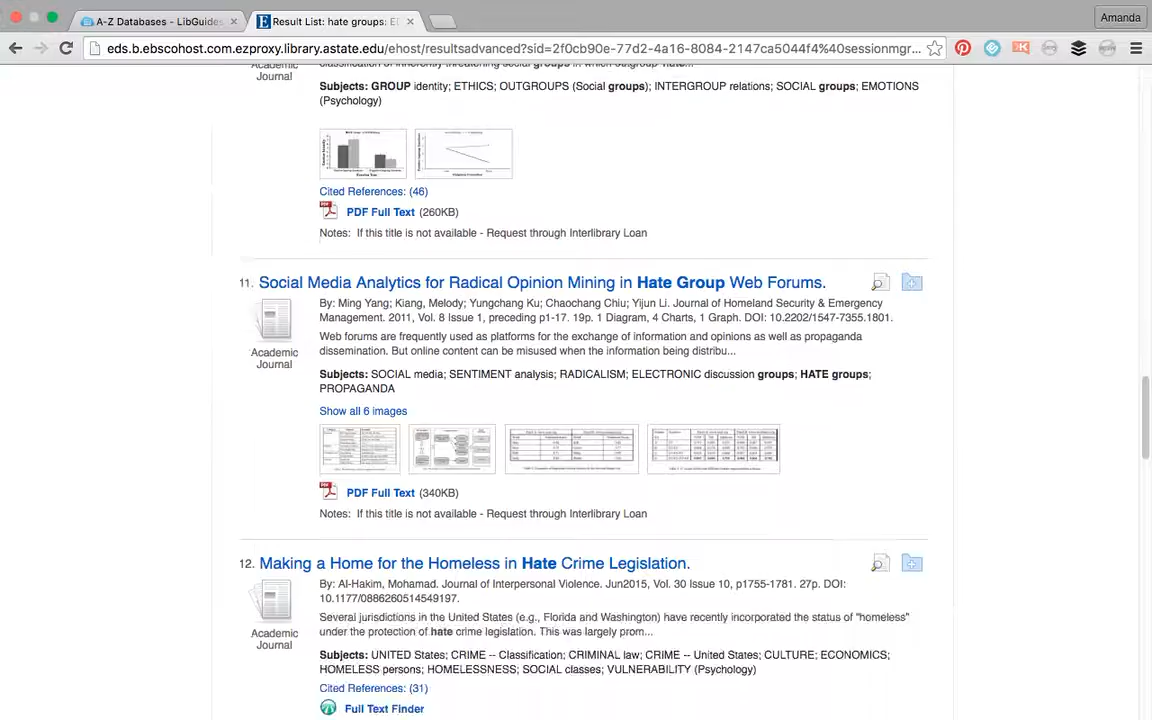 A-Z Databases - LibGuides
Result List: hate groups: E
Amanda
eds.b.ebscohost.com.ezproxy.library.astate.edu/ehost/resultsadvanced?sid=2f0cb90e-77d2-4a16-8084-2147ca5044f4%40sessionmgr...
Academic
Journal
classification of inherently threatening social groups in which outgroup hate...
Subjects: GROUP identity; ETHICS; OUTGROUPS (Social groups); INTERGROUP relations; SOCIAL groups; EMOTIONS
(Psychology)
Cited References: (46)
PDF Full Text (260KB)
Notes: If this title is not available - Request through Interlibrary Loan
11. Social Media Analytics for Radical Opinion Mining in Hate Group Web Forums.
Academic
Journal
By: Ming Yang; Kiang, Melody; Yungchang Ku; Chaochang Chiu; Yijun Li. Journal of Homeland Security & Emergency
Management. 2011, Vol. 8 Issue 1, preceding p1-17. 19p. 1 Diagram, 4 Charts, 1 Graph. DOI: 10.2202/1547-7355.1801.
Web forums are frequently used as platforms for the exchange of information and opinions as well as propaganda
dissemination. But online content can be misused when the information being distribu...
Subjects: SOCIAL media; SENTIMENT analysis; RADICALISM; ELECTRONIC discussion groups; HATE groups;
PROPAGANDA
Show all 6 images
PDF Full Text (340KB)
Notes: If this title is not available - Request through Interlibrary Loan
12. Making a Home for the Homeless in Hate Crime Legislation.
Academic
Journal
By: Al-Hakim, Mohamad. Journal of Interpersonal Violence. Jun2015, Vol. 30 Issue 10, p1755-1781. 27p. DOI:
10.1177/0886260514549197.
Several jurisdictions in the United States (e.g., Florida and Washington) have recently incorporated the status of "homeless"
under the protection of hate crime legislation. This was largely prom...
Subjects: UNITED States; CRIME -- Classification; CRIMINAL law; CRIME -- United States; CULTURE; ECONOMICS;
HOMELESS persons; HOMELESSNESS; SOCIAL classes; VULNERABILITY (Psychology)
Cited References: (31)
Full Text Finder